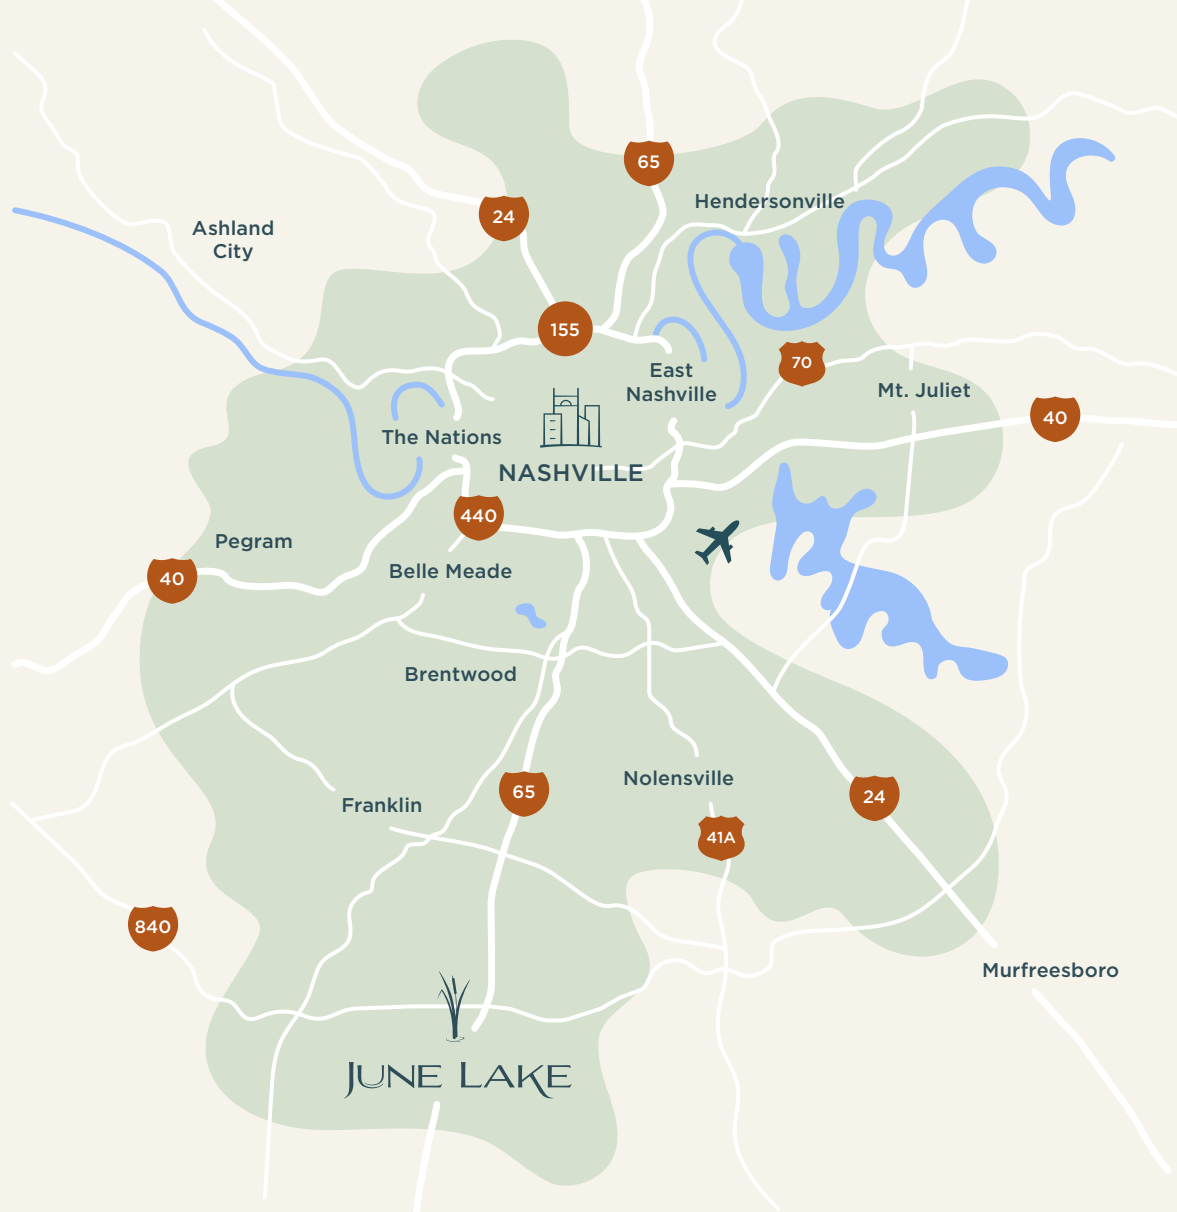 65
Hendersonville
24
Ashland
City
155
70
East
Nashville
Mt. Juliet
40
The Nations
NASHVILLE
440
Pegram
Belle Meade
40
Brentwood
Nolensville
65
24
Franklin
41A
840
Murfreesboro
JUNE LAKE